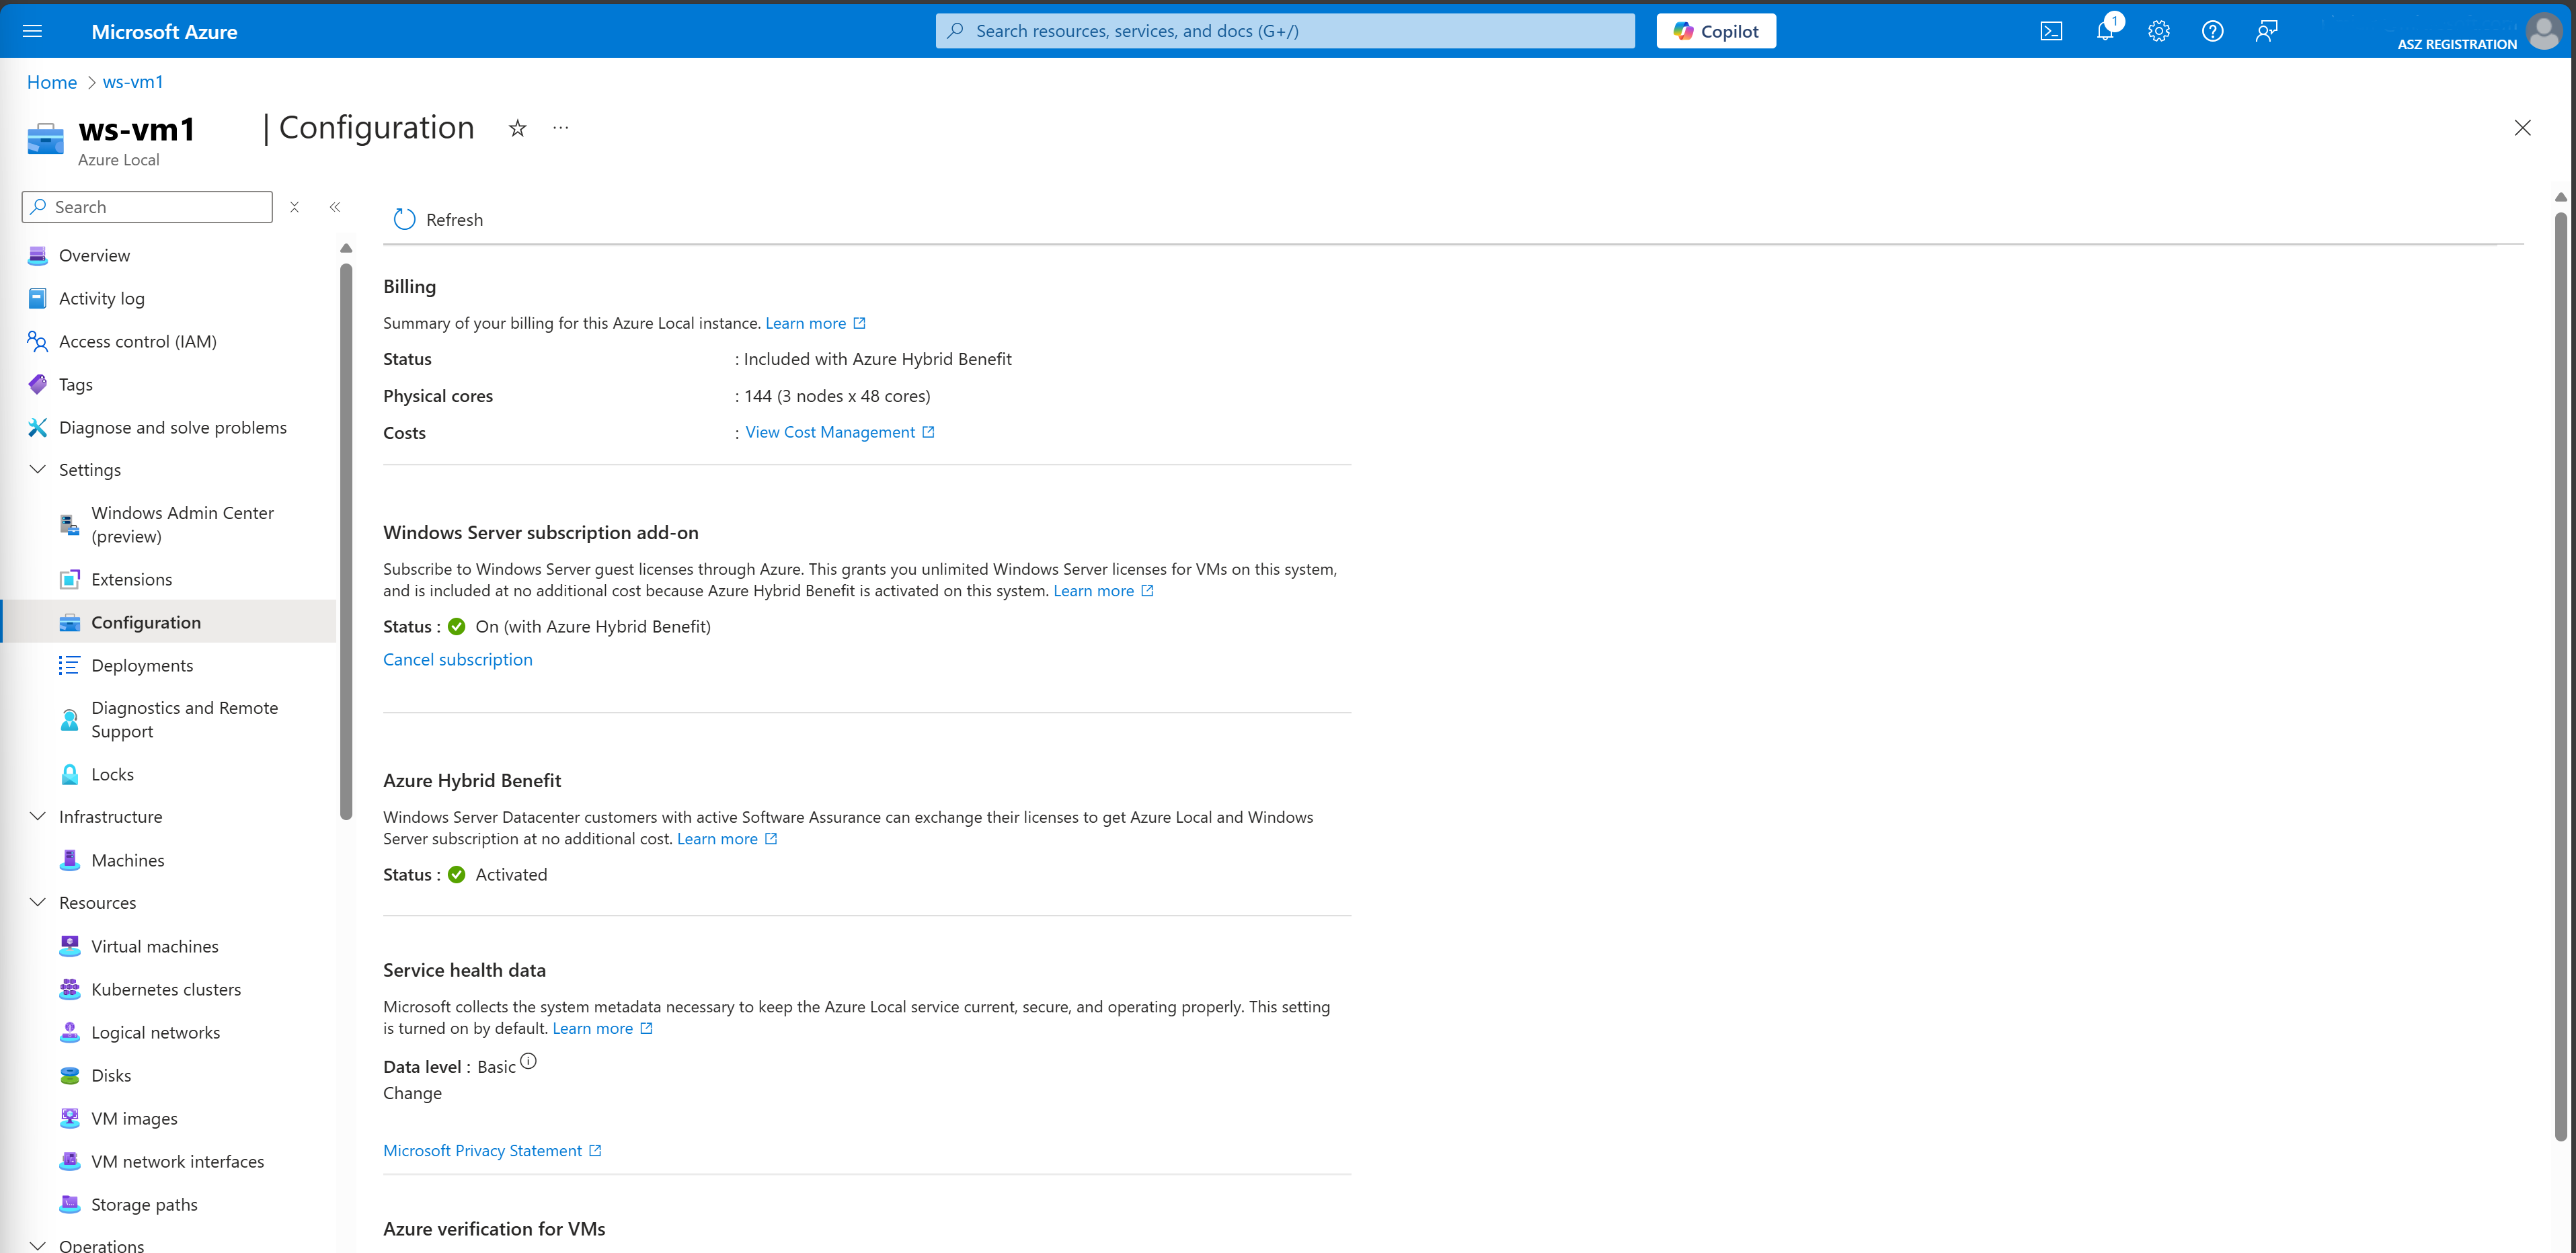 Microsoft Azure
Search resources, services, and docs (G+/)
Copilot
1
ASZ REGISTRATION
Home > ws-vm1
ws-vm1 | Configuration
Azure Local
Search
Overview
Activity log
Access control (IAM)
Tags
Diagnose and solve problems
Settings
Windows Admin Center
(preview)
Extensions
Configuration
Deployments
Diagnostics and Remote
Support
Locks
Infrastructure
Machines
Resources
Virtual machines
Kubernetes clusters
Logical networks
Disks
VM images
VM network interfaces
Storage paths
Operations
Refresh
Billing
Summary of your billing for this Azure Local instance. Learn more
Status : Included with Azure Hybrid Benefit
Physical cores : 144 (3 nodes x 48 cores)
Costs : View Cost Management
Windows Server subscription add-on
Subscribe to Windows Server guest licenses through Azure. This grants you unlimited Windows Server licenses for VMs on this system,
and is included at no additional cost because Azure Hybrid Benefit is activated on this system. Learn more
Status : On (with Azure Hybrid Benefit)
Cancel subscription
Azure Hybrid Benefit
Windows Server Datacenter customers with active Software Assurance can exchange their licenses to get Azure Local and Windows
Server subscription at no additional cost. Learn more
Status : Activated
Service health data
Microsoft collects the system metadata necessary to keep the Azure Local service current, secure, and operating properly. This setting
is turned on by default. Learn more
Data level : Basic
Change
Microsoft Privacy Statement
Azure verification for VMs